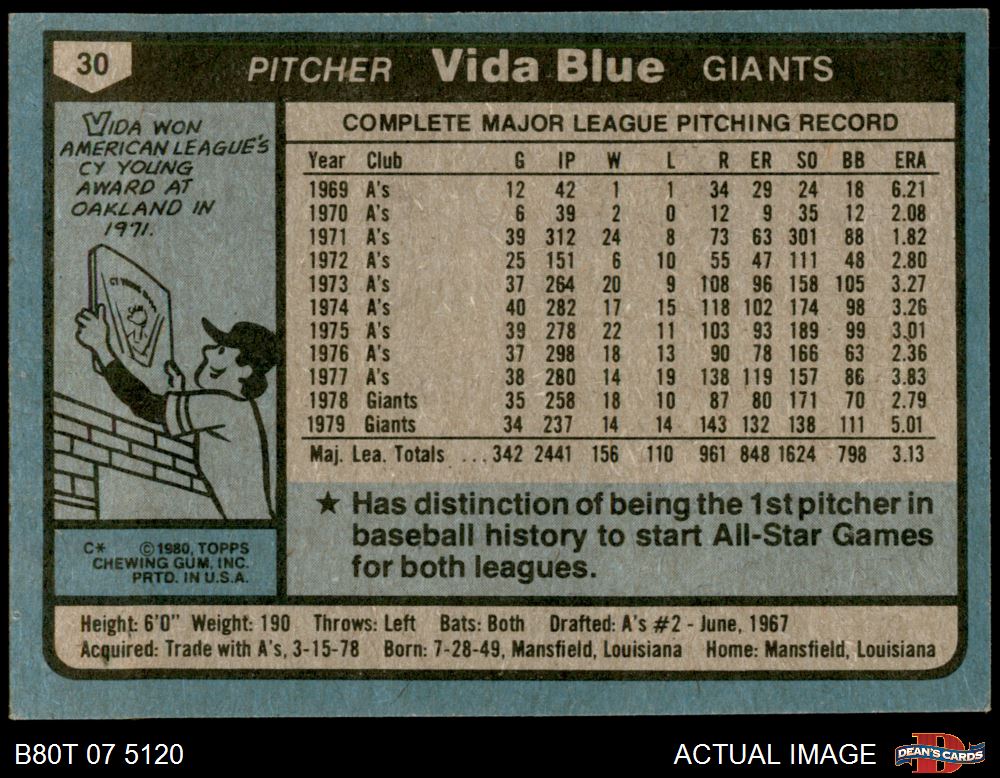 30 PITCHER Vida Blue GIANTS
VIDA WON
AMERICAN LEAGUE'S
CY YOUNG
AWARD AT
OAKLAND IN
1971.
CY YOUNG
COMPLETE MAJOR LEAGUE PITCHING RECORD
Year Club G IP W L R ER SO BB ERA
1969 A's 12 42 1 1 34 29 24 18 6.21
1970 A's 6 39 2 0 12 9 35 12 2.08
1971 A's 39 312 24 8 73 63 301 88 1.82
1972 A's 25 151 6 10 55 47 111 48 2.80
1973 A's 37 264 20 9 108 96 158 105 3.27
1974 A's 40 282 17 15 118 102 174 98 3.26
1975 A's 39 278 22 11 103 93 189 99 3.01
1976 A's 37 298 18 13 90 78 166 63 2.36
1977 A's 38 280 14 19 138 119 157 86 3.83
1978 Giants 35 258 18 10 87 80 171 70 2.79
1979 Giants 34 237 14 14 143 132 138 111 5.01
Maj. Lea. Totals ...342 2441 156 110 961 848 1624 798 3.13
★ Has distinction of being the 1st pitcher in
baseball history to start All-Star Games
for both leagues.
C* ©1980, TOPPS
CHEWING GUM, INC.
PRTD. IN U.S.A.
Height: 6'0" Weight: 190 Throws: Left Bats: Both Drafted: A's #2 - June, 1967
Acquired: Trade with A's, 3-15-78 Born: 7-28-49, Mansfield, Louisiana Home: Mansfield, Louisiana
B80T 07 5120 ACTUAL IMAGE D DEAN'S CARDS